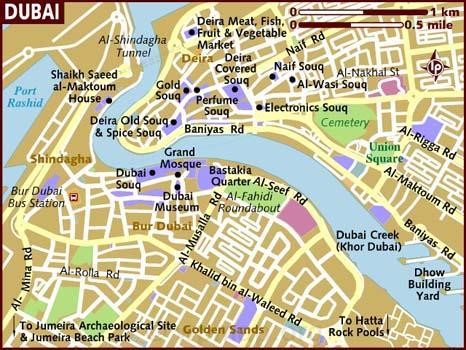 DUBAI
0 1 km
0 0.5 mile
Al-Shindagha
Tunnel
Deira Meat, Fish,
Fruit & Vegetable
Market
Deira
Naif Rd
Deira
Covered
Souq
Naif Souq
Al-Wasi Souq
Al-Nakhal St
Shaikh Saeed
al-Maktoum
House
Gold
Souq
Perfume
Souq
Electronics Souq
Port
Rashid
Deira Old Souq
& Spice Souq
Baniyas Rd
Cemetery
Al-Rigga Rd
Union
Square
Shindagha
Grand
Mosque
Dubai
Souq
Bastakia
Quarter
Al-Seef Rd
Al-Maktoum Rd
Bur Dubai
Bus Station
Dubai
Museum
Al-Fahidi
Roundabout
Bur Dubai
Al-Musalla Rd
Dubai Creek
(Khor Dubai)
Baniyas Rd
Al-Mina Rd
Al-Rolla Rd
Khalid bin al-Waleed Rd
Dhow
Building
Yard
To Jumeira Archaeological Site
& Jumeira Beach Park
Golden Sands
To Hatta
Rock Pools